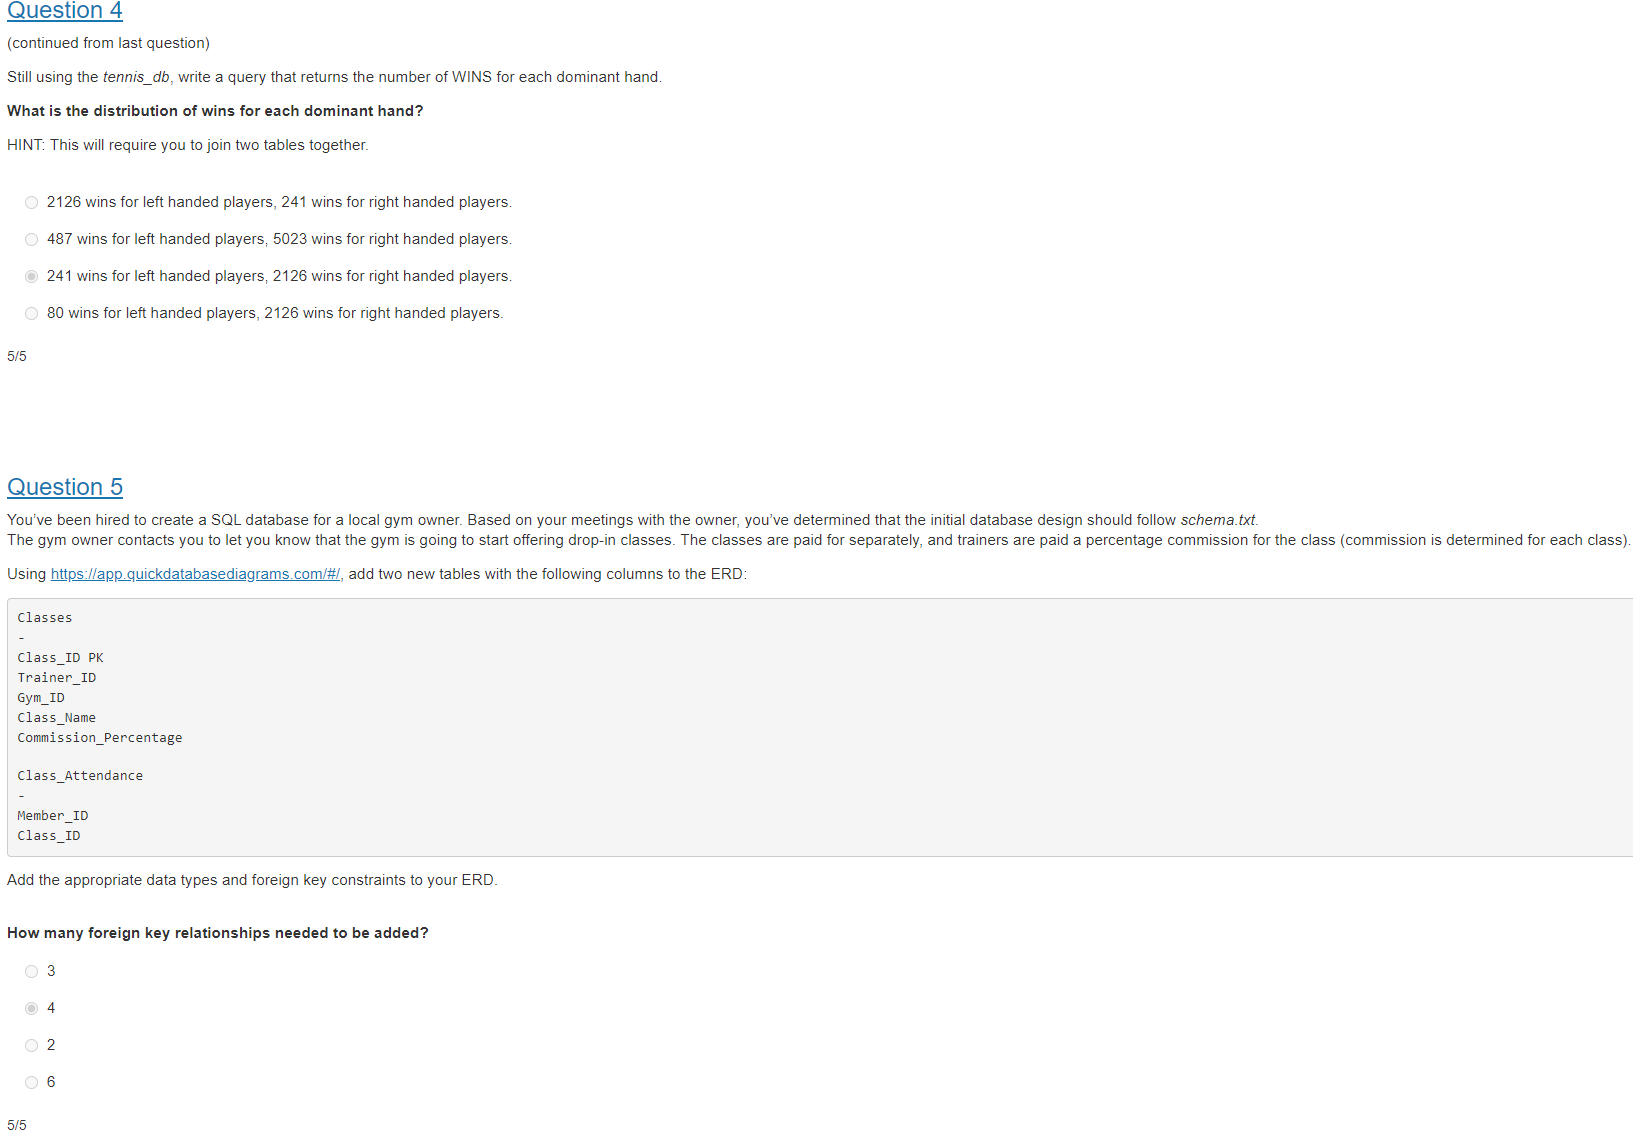 Question 4
(continued from last question)
Still using the tennis_db, write a query that returns the number of WINS for each dominant hand.
What is the distribution of wins for each dominant hand?
HINT: This will require you to join two tables together.
2126 wins for left handed players, 241 wins for right handed players.
487 wins for left handed players, 5023 wins for right handed players.
241 wins for left handed players, 2126 wins for right handed players.
80 wins for left handed players, 2126 wins for right handed players.
5/5
Question 5
You've been hired to create a SQL database for a local gym owner. Based on your meetings with the owner, you've determined that the initial database design should follow schema.txt.
The gym owner contacts you to let you know that the gym is going to start offering drop-in classes. The classes are paid for separately, and trainers are paid a percentage commission for the class (commission is determined for each class).
Using https://app.quickdatabasediagrams.com/#/, add two new tables with the following columns to the ERD:
Classes
-
Class_ID PK
Trainer_ID
Gym_ID
Class_Name
Commission_Percentage
Class_Attendance
-
Member_ID
Class_ID
Add the appropriate data types and foreign key constraints to your ERD.
How many foreign key relationships needed to be added?
3
4
2
6
5/5